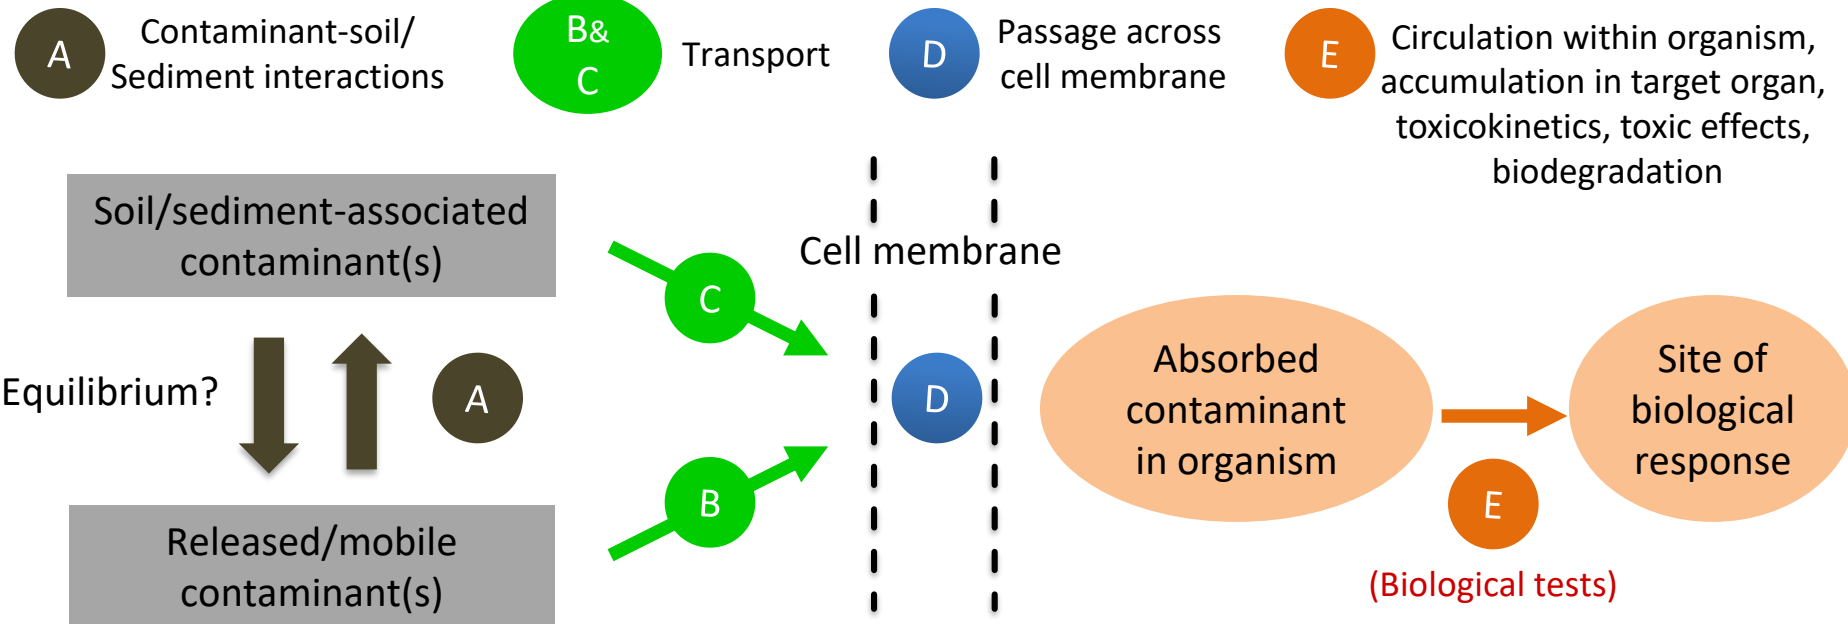 A
Contaminant-soil/
Sediment interactions
B&
C
Transport
D
Passage across
cell membrane
E
Circulation within organism,
accumulation in target organ,
toxicokinetics, toxic effects,
biodegradation
Soil/sediment-associated
contaminant(s)
Equilibrium?
A
Released/mobile
contaminant(s)
C
B
Cell membrane
D
Absorbed
contaminant
in organism
E
(Biological tests)
Site of
biological
response